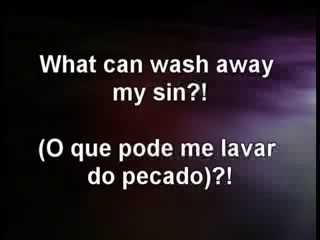 What can wash away
my sin?!
(O que pode me lavar
do pecado)?!